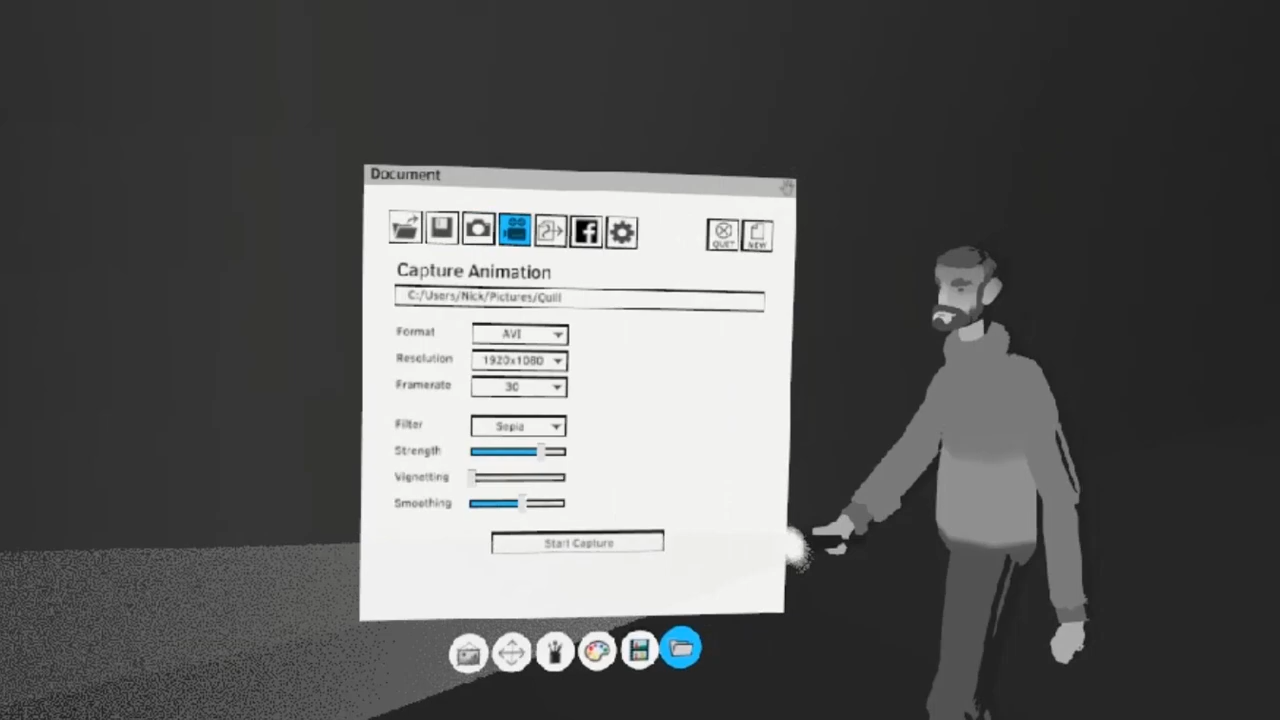 Document
QUIT NEW
Capture Animation
C:/Users/Nick/Pictures/Quill
Format AVI
Resolution 1920x1080
Framerate 30
Filter Sepia
Strength
Vignetting
Smoothing
Start Capture